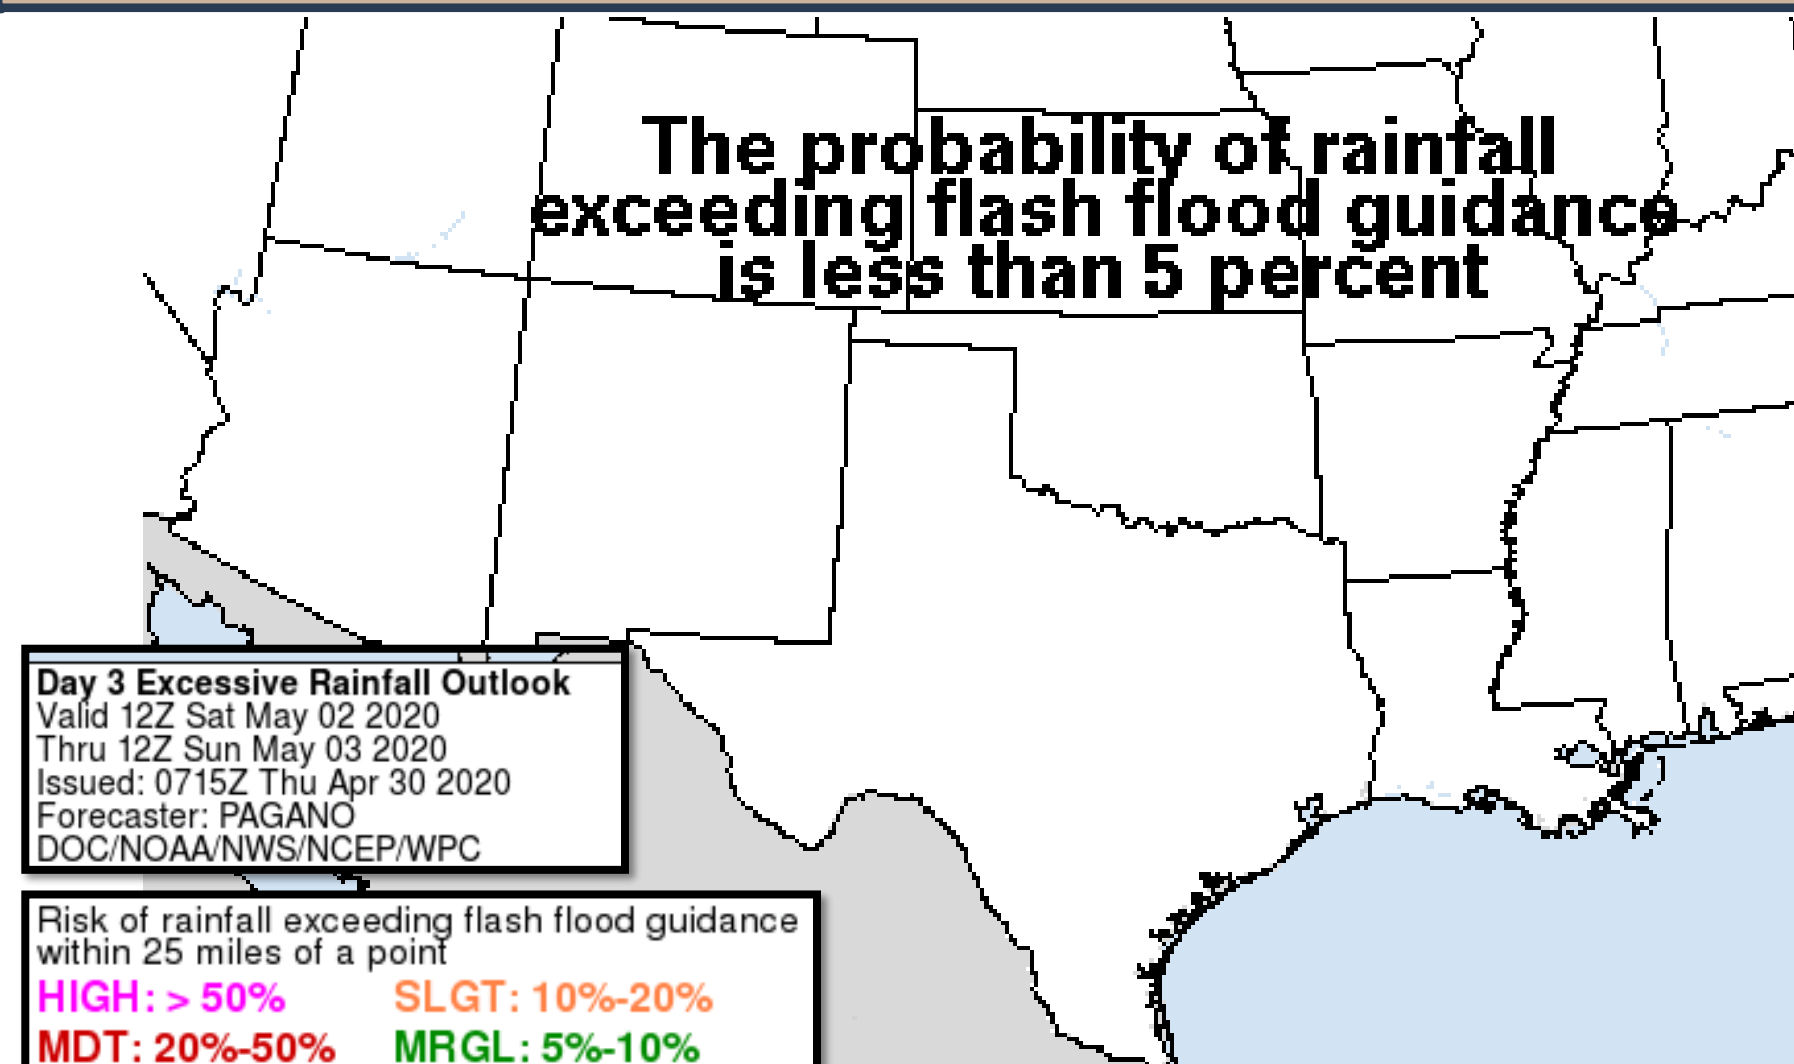 The probability of rainfall
exceeding flash flood guidance
is less than 5 percent
Day 3 Excessive Rainfall Outlook
Valid 12Z Sat May 02 2020
Thru 12Z Sun May 03 2020
Issued: 0715Z Thu Apr 30 2020
Forecaster: PAGANO
DOC/NOAA/NWS/NCEP/WPC
Risk of rainfall exceeding flash flood guidance
within 25 miles of a point
HIGH: > 50% SLGT: 10%-20%
MDT: 20%-50% MRGL: 5%-10%